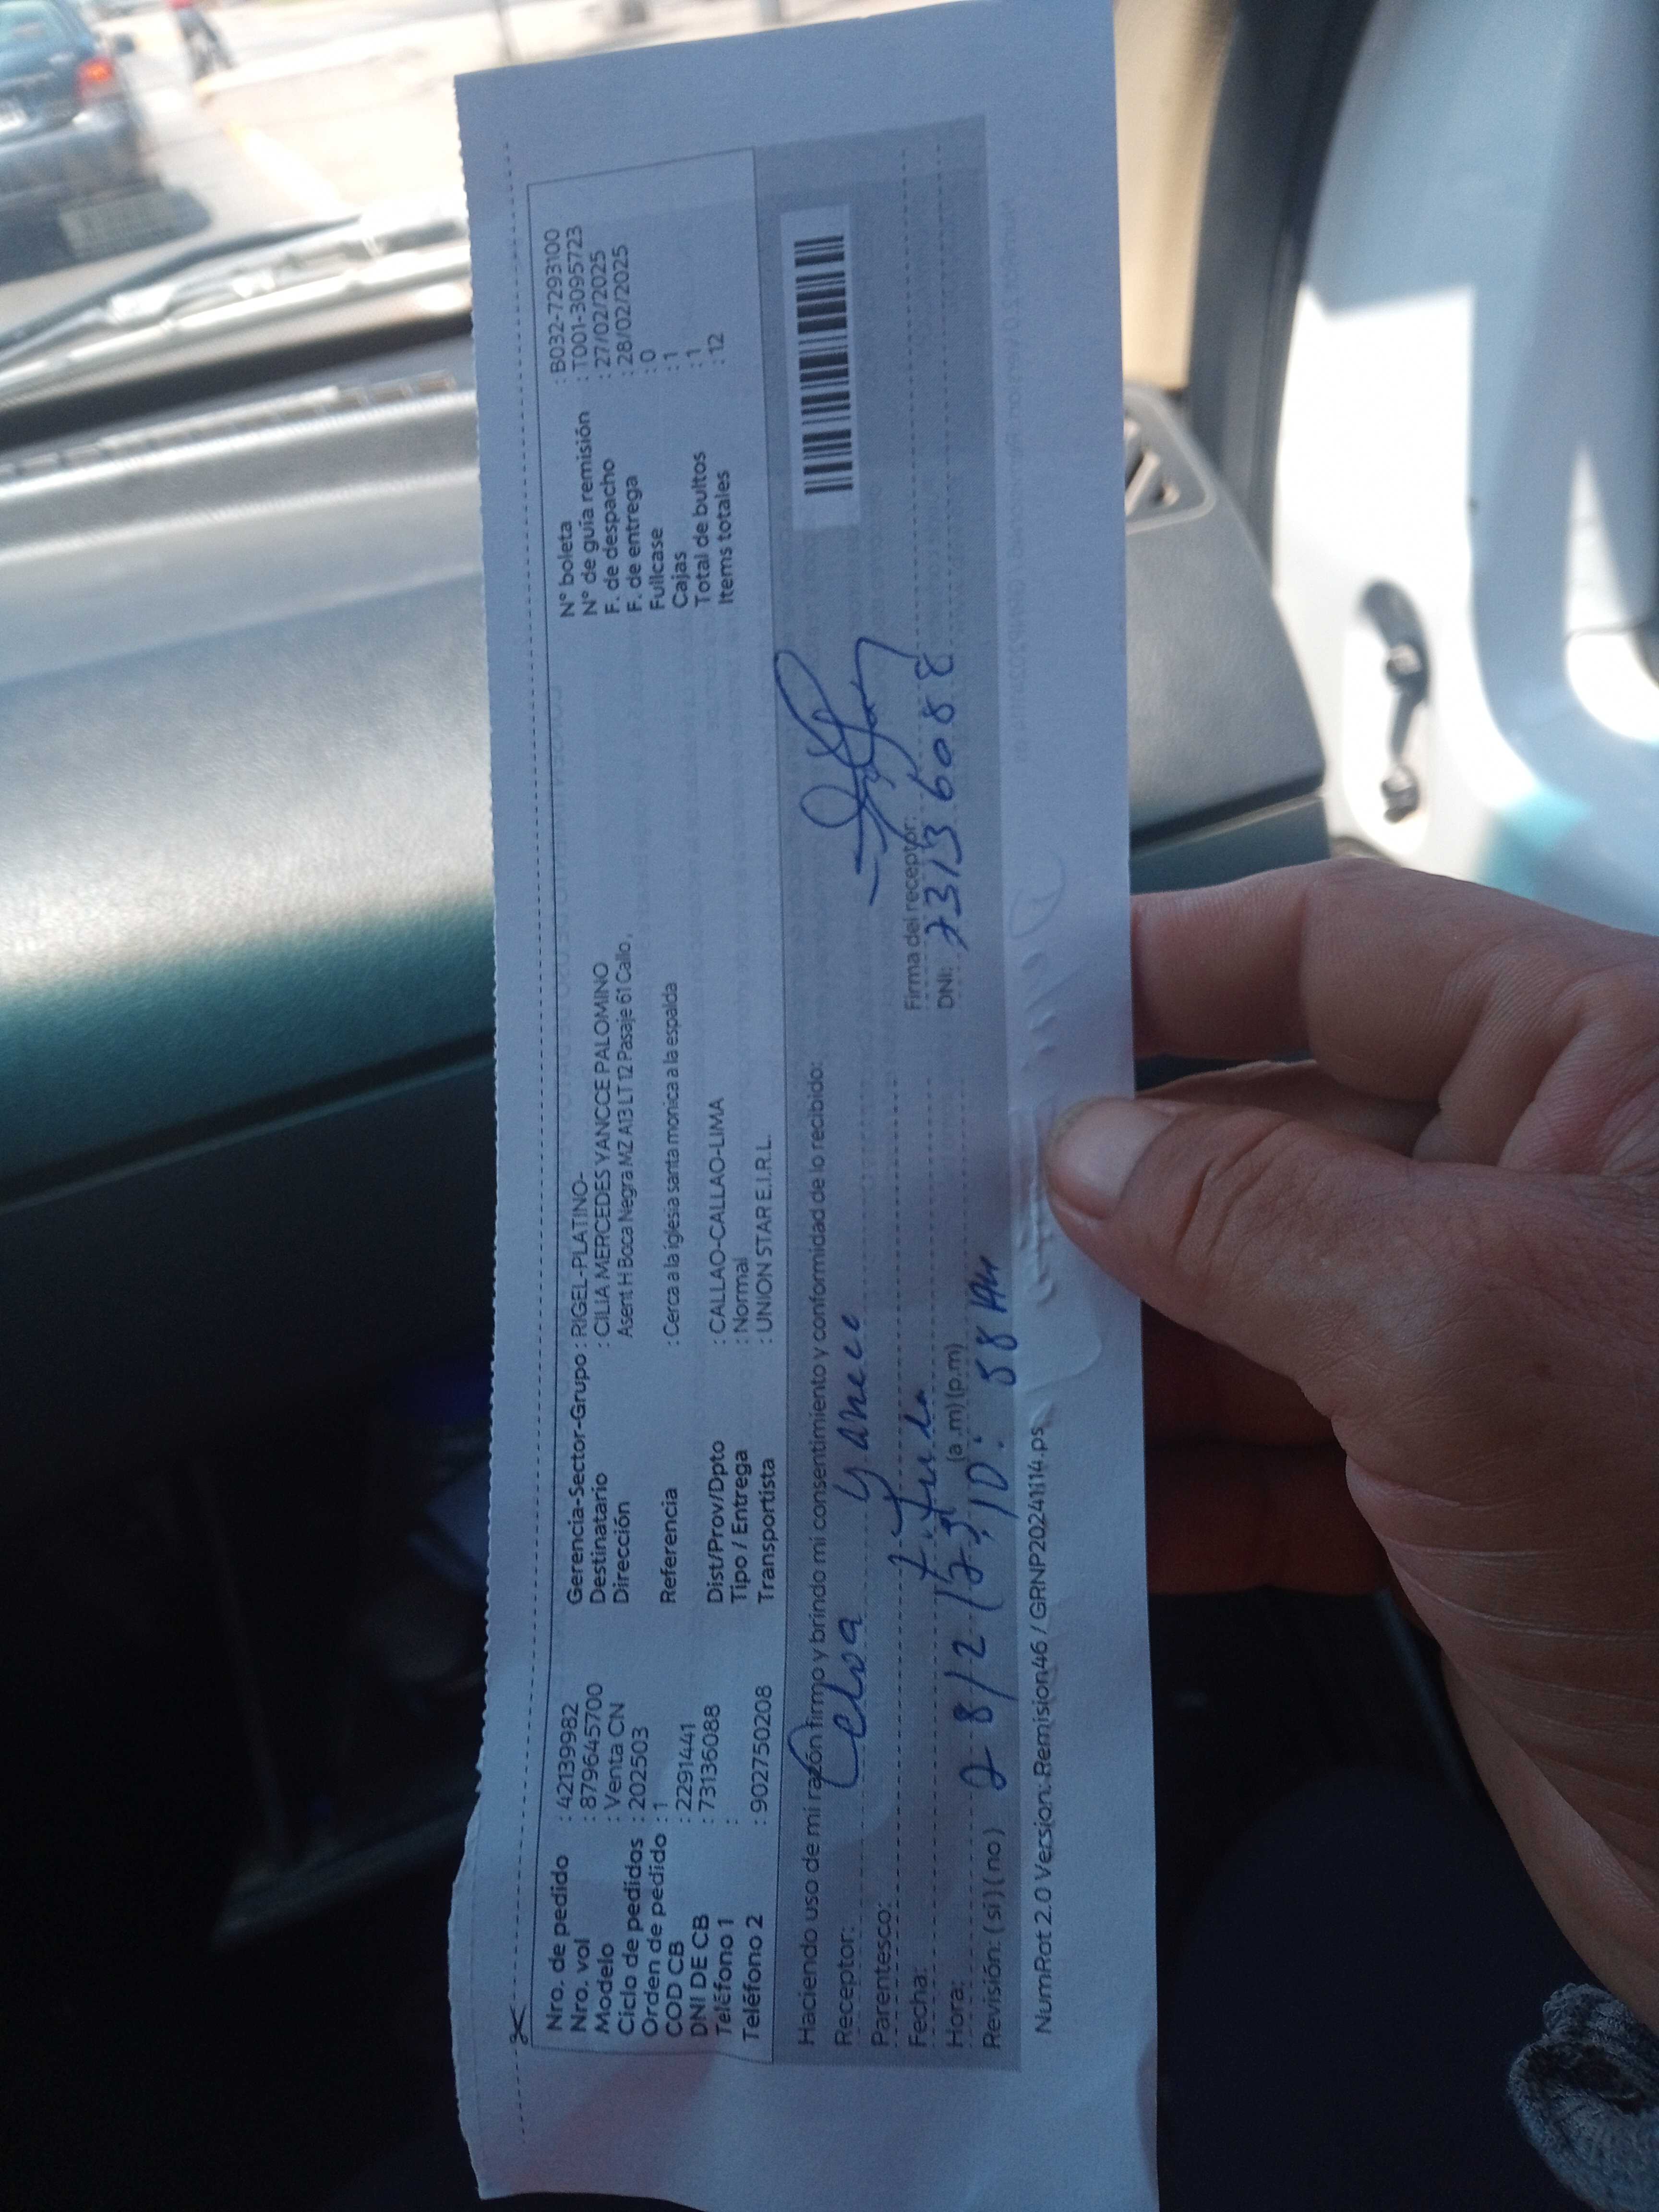 Nro. de pedido : 42139982
Nro. vol : 879645700
Modelo : Venta CN
Ciclo de pedidos : 202503
Orden de pedido : 1
COD CB : 2291441
DNI DE CB : 73136088
Teléfono 1 :
Teléfono 2 : 902750208
Gerencia-Sector-Grupo : RIGEL-PLATINO-
Destinatario : CILIA MERCEDES YANCCE PALOMINO
Dirección Asent H Boca Negra MZ A13 LT 12 Pasaje 61 Callo ,
Referencia : Cerca a la iglesia santa monica a la espalda
Dist/Prov/Dpto : CALLAO-CALLAO-LIMA
Tipo / Entrega : Normal
Transportista : UNION STAR E.I.R.L.
N° boleta : B032-7293100
N° de guía remisión : T001-3095723
F. de despacho : 27/02/2025
F. de entrega : 28/02/2025
Fullcase : 0
Cajas : 1
Total de bultos : 1
Items totales : 12
Haciendo uso de mi razón firmo y brindo mi consentimiento y conformidad de lo recibido:
Receptor:
Parentesco:
Fecha:
Hora: (a.m) (p.m)
Revisión: ( si ) ( no ) 10: 58 AM
Firma del receptor:
DNI: 73136088
NumRot 2.0 Version: Remision46 / GRNP20241114.ps